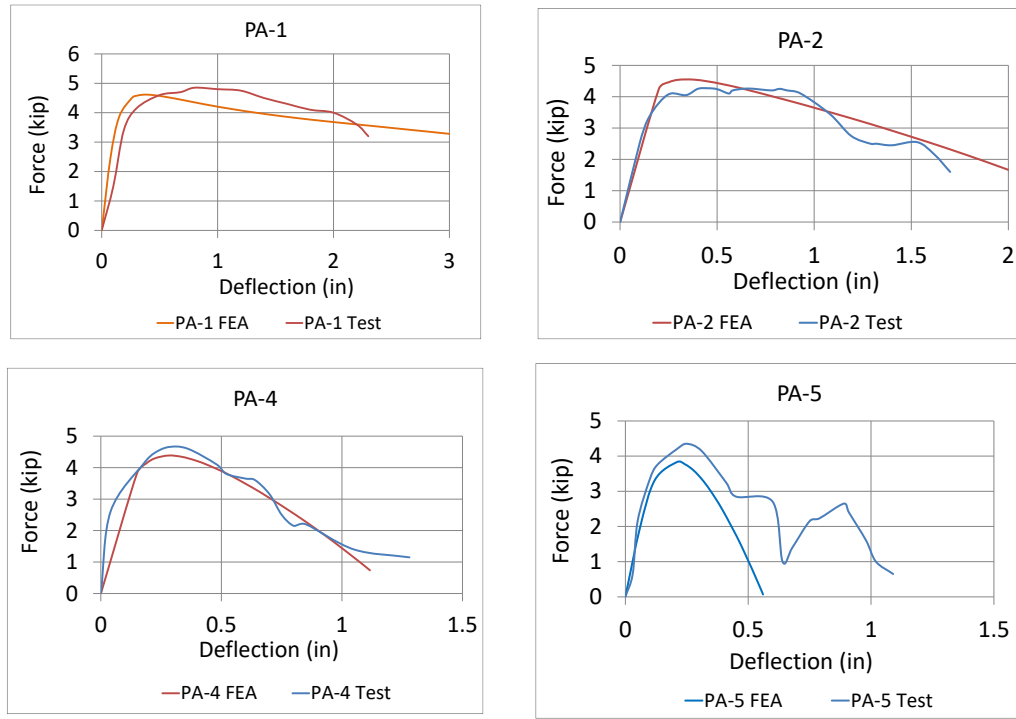 PA-1
6
5
4
3
2
1
0
Force (kip)
0 1 2 3
Deflection (in)
PA-1 FEA PA-1 Test
PA-2
5
4
3
2
1
0
Force (kip)
0 0.5 1 1.5 2
Deflection (in)
PA-2 FEA PA-2 Test
PA-4
5
4
3
2
1
0
Force (kip)
0 0.5 1 1.5
Deflection (in)
PA-4 FEA PA-4 Test
PA-5
5
4
3
2
1
0
Force (kip)
0 0.5 1 1.5
Deflection (in)
PA-5 FEA PA-5 Test